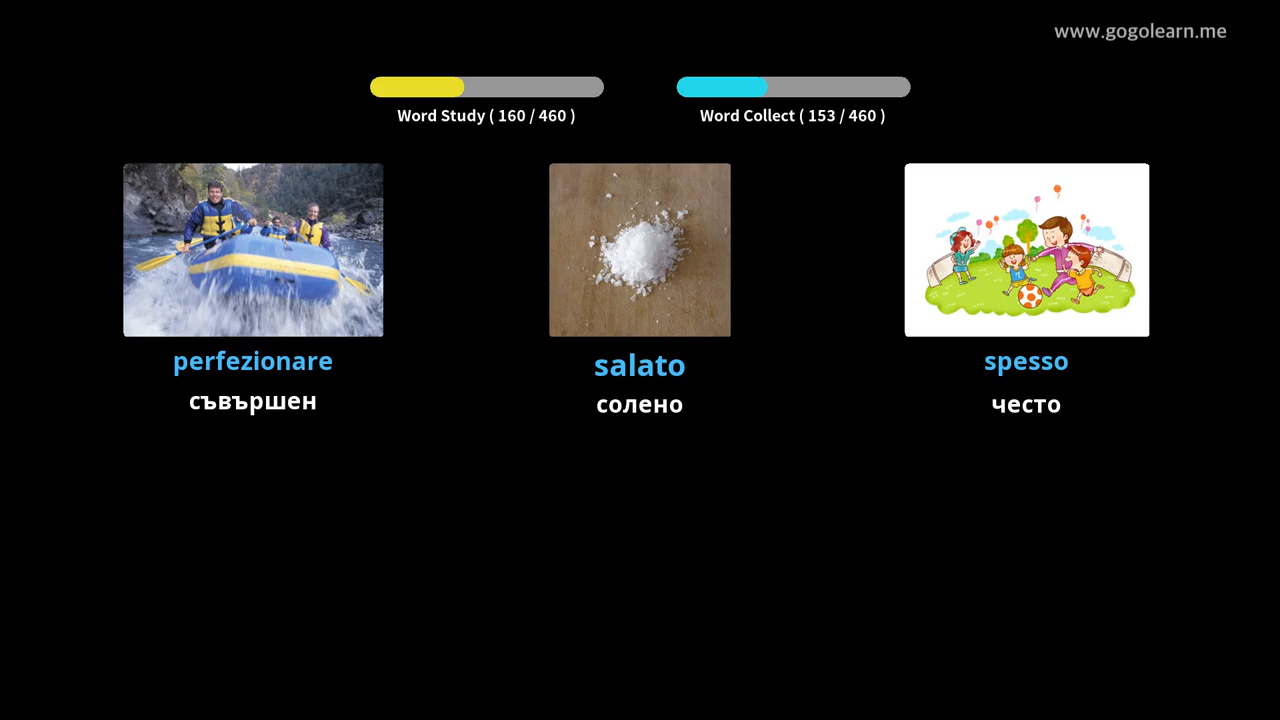 www.gogolearn.me
Word Study ( 160 / 460 )
Word Collect ( 153 / 460 )
perfezionare
съвършен
salato
солено
spesso
често